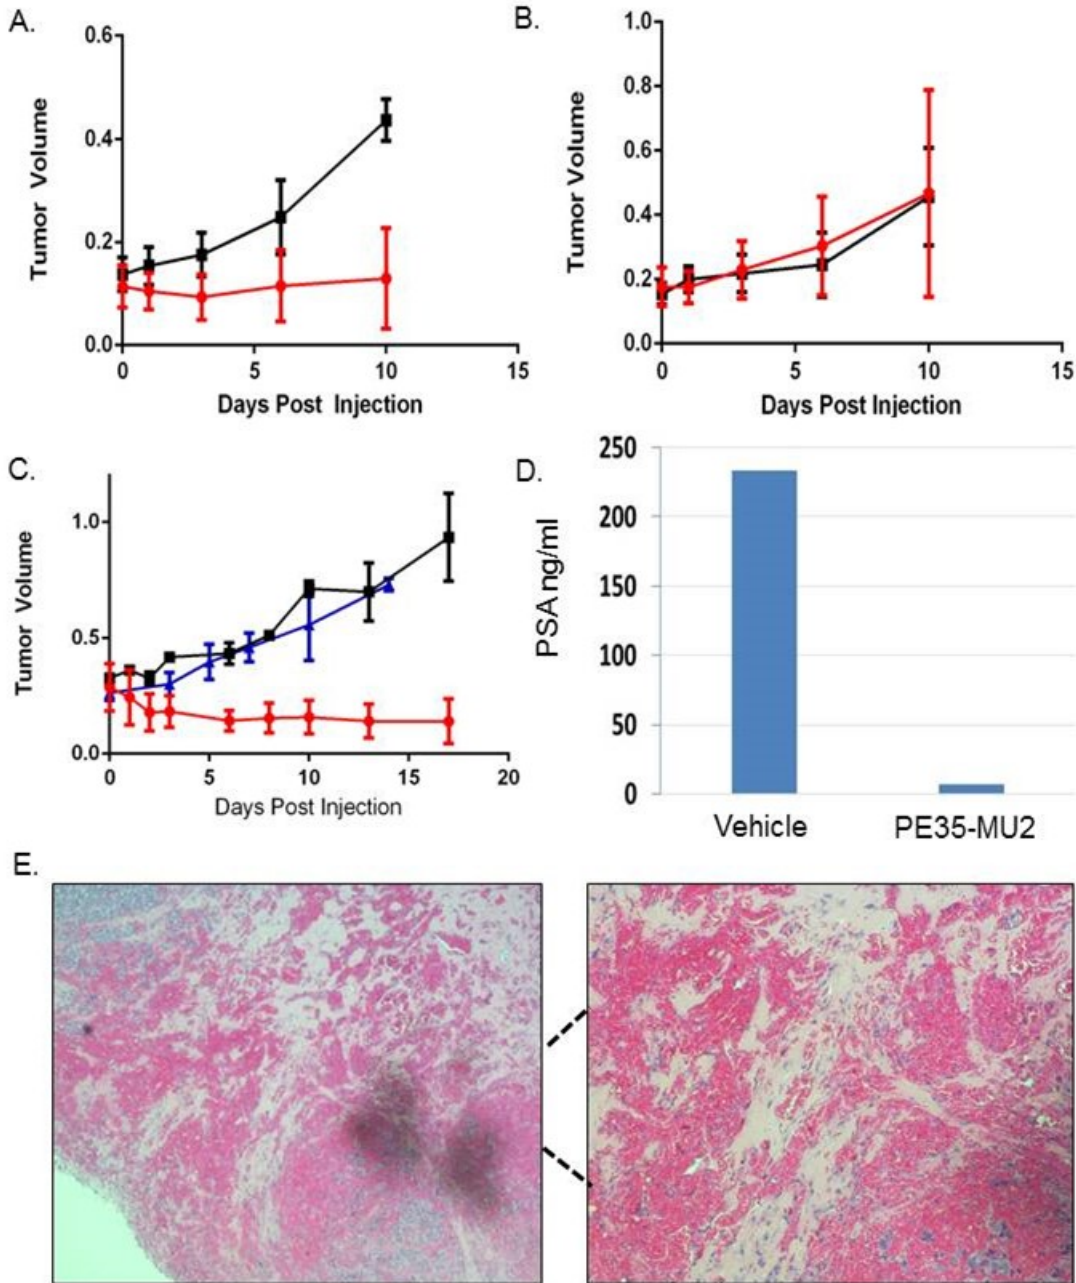 A.
0.6
0.4
0.2
0.0
Tumor Volume
0
5
10
15
Days Post Injection
B.
1.0
0.8
0.6
0.4
0.2
0.0
Tumor Volume
0
5
10
15
Days Post Injection
C.
1.0
0.5
0.0
Tumor Volume
0
5
10
15
20
Days Post Injection
D.
250
200
150
100
50
0
PSA ng/ml
Vehicle
PE35-MU2
E.